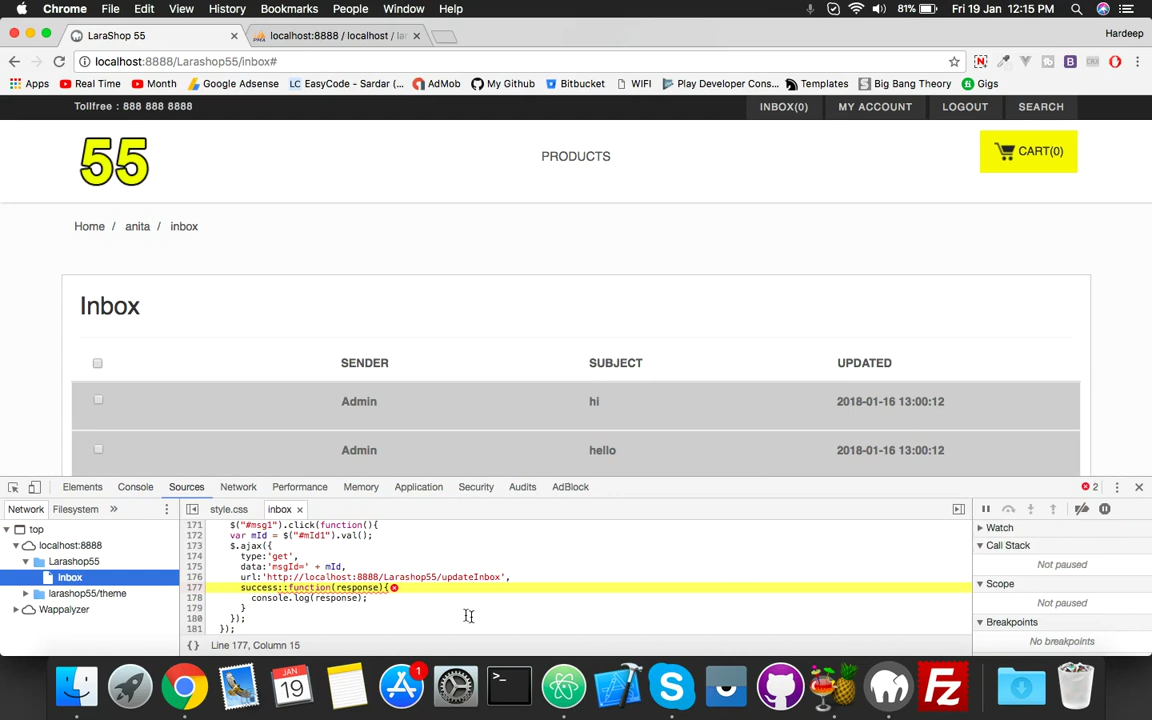 Chrome File Edit View History Bookmarks People Window Help 81% Fri 19 Jan 12:15 PM
LaraShop 55 localhost:8888 / localhost / lar Hardeep
localhost:8888/Larashop55/inbox#
Apps Real Time Month Google Adsense LC EasyCode - Sardar (... AdMob My Github Bitbucket WIFI Play Developer Cons... Templates Big Bang Theory Gigs
Tollfree : 888 888 8888 INBOX(0) MY ACCOUNT LOGOUT SEARCH
55 PRODUCTS CART(0)
Home / anita / inbox
Inbox
SENDER SUBJECT UPDATED
Admin hi 2018-01-16 13:00:12
Admin hello 2018-01-16 13:00:12
Elements Console Sources Network Performance Memory Application Security Audits AdBlock 2
Network Filesystem » style.css inbox
top
localhost:8888
Larashop55
inbox
larashop55/theme
Wappalyzer
171 $("#msg1").click(function(){
172 var mId = $("#mId1").val();
173 $.ajax({
174 type:'get',
175 data:'msgId=' + mId,
176 url:'http://localhost:8888/Larashop55/updateInbox',
177 success::function(response){
178 console.log(response);
179 }
180 });
181 });
{} Line 177, Column 15
Watch
Call Stack
Not paused
Scope
Not paused
Breakpoints
No breakpoints
JAN
19
1